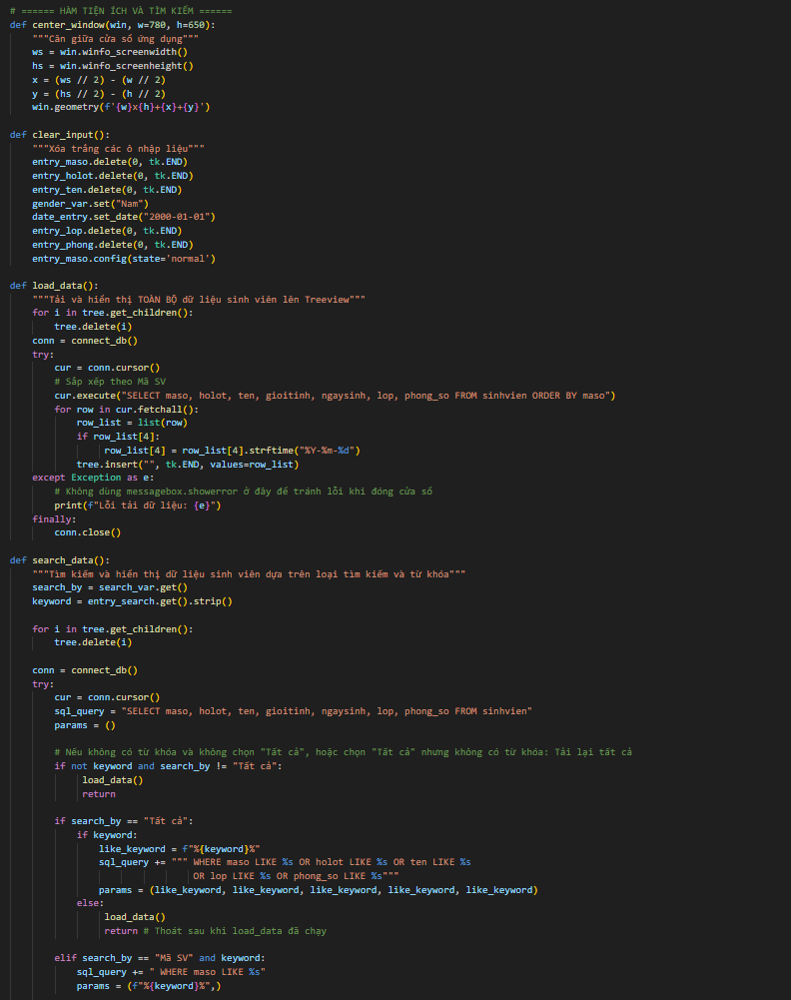 # ====== HÀM TIỆN ÍCH VÀ TÌM KIẾM ======
def center_window(win, w=780, h=650):
    """Căn giữa cửa sổ ứng dụng"""
    ws = win.winfo_screenwidth()
    hs = win.winfo_screenheight()
    x = (ws // 2) - (w // 2)
    y = (hs // 2) - (h // 2)
    win.geometry(f'{w}x{h}+{x}+{y}')

def clear_input():
    """Xóa trắng các ô nhập liệu"""
    entry_maso.delete(0, tk.END)
    entry_holot.delete(0, tk.END)
    entry_ten.delete(0, tk.END)
    gender_var.set("Nam")
    date_entry.set_date("2000-01-01")
    entry_lop.delete(0, tk.END)
    entry_phong.delete(0, tk.END)
    entry_maso.config(state='normal')

def load_data():
    """Tải và hiển thị TOÀN BỘ dữ liệu sinh viên lên Treeview"""
    for i in tree.get_children():
        tree.delete(i)
    conn = connect_db()
    try:
        cur = conn.cursor()
        # Sắp xếp theo Mã SV
        cur.execute("SELECT maso, holot, ten, gioitinh, ngaysinh, lop, phong_so FROM sinhvien ORDER BY maso")
        for row in cur.fetchall():
            row_list = list(row)
            if row_list[4]:
                row_list[4] = row_list[4].strftime("%Y-%m-%d")
            tree.insert("", tk.END, values=row_list)
    except Exception as e:
        # Không dùng messagebox.showerror ở đây để tránh lỗi khi đóng cửa sổ
        print(f"Lỗi tải dữ liệu: {e}")
    finally:
        conn.close()

def search_data():
    """Tìm kiếm và hiển thị dữ liệu sinh viên dựa trên loại tìm kiếm và từ khóa"""
    search_by = search_var.get()
    keyword = entry_search.get().strip()

    for i in tree.get_children():
        tree.delete(i)

    conn = connect_db()
    try:
        cur = conn.cursor()
        sql_query = "SELECT maso, holot, ten, gioitinh, ngaysinh, lop, phong_so FROM sinhvien"
        params = ()

        # Nếu không có từ khóa và không chọn "Tất cả", hoặc chọn "Tất cả" nhưng không có từ khóa: Tải lại tất cả
        if not keyword and search_by != "Tất cả":
            load_data()
            return

        if search_by == "Tất cả":
            if keyword:
                like_keyword = f"%{keyword}%"
                sql_query += """ WHERE maso LIKE %s OR holot LIKE %s OR ten LIKE %s
                                 OR lop LIKE %s OR phong_so LIKE %s"""
                params = (like_keyword, like_keyword, like_keyword, like_keyword, like_keyword)
            else:
                load_data()
                return # Thoát sau khi load_data đã chạy

        elif search_by == "Mã SV" and keyword:
            sql_query += " WHERE maso LIKE %s"
            params = (f"%{keyword}%",)